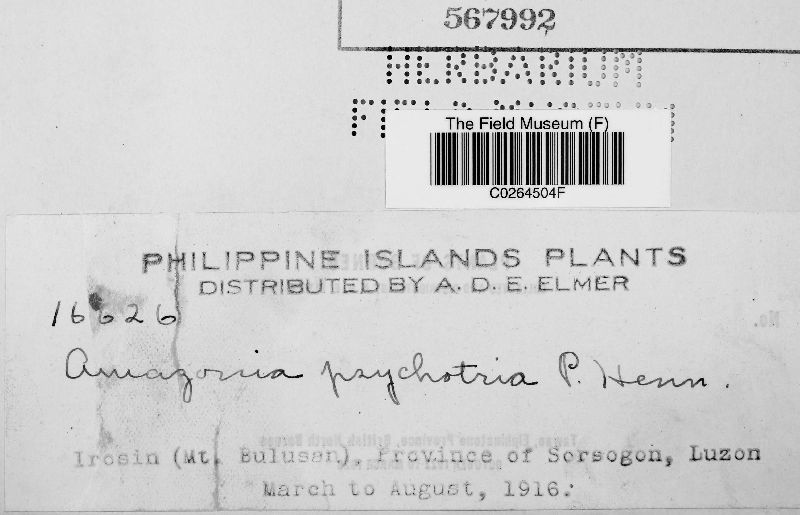 567992
HERBARIUM
The Field Museum (F)
C0264504F
PHILIPPINE ISLANDS PLANTS
DISTRIBUTED BY A. D. E. ELMER
16626
Amazonia psychotria P. Henn.
Irosin (Mt. Bulusan), Province of Sorsogon, Luzon
March to August, 1916.